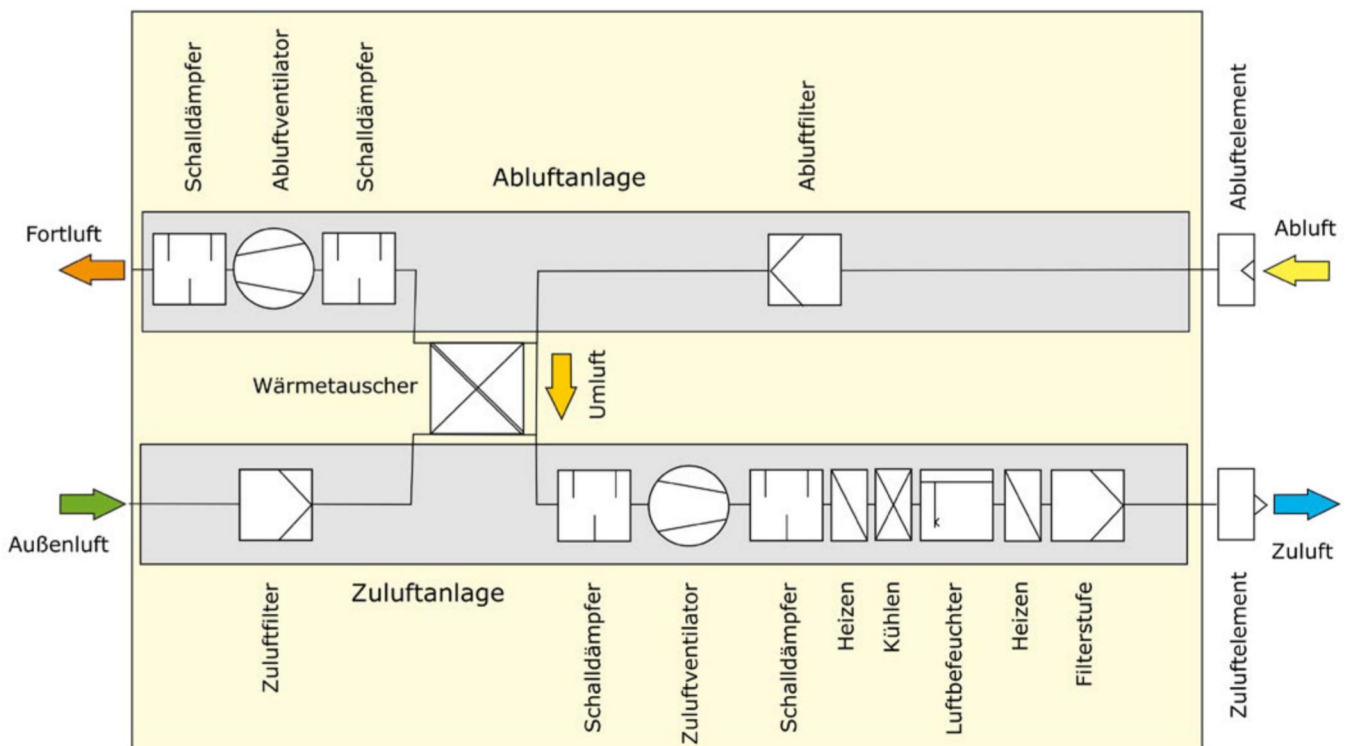 Schalldämpfer
Abluftventilator
Schalldämpfer
Abluftanlage
Abluftfilter
Abluftelement
Fortluft
Abluft
Wärmetauscher
Umluft
Außenluft
Zuluft
Zuluftanlage
Zuluftfilter
Schalldämpfer
Zuluftventilator
Schalldämpfer
Heizen
Kühlen
Luftbefeuchter
Heizen
Filterstufe
Zuluftelement